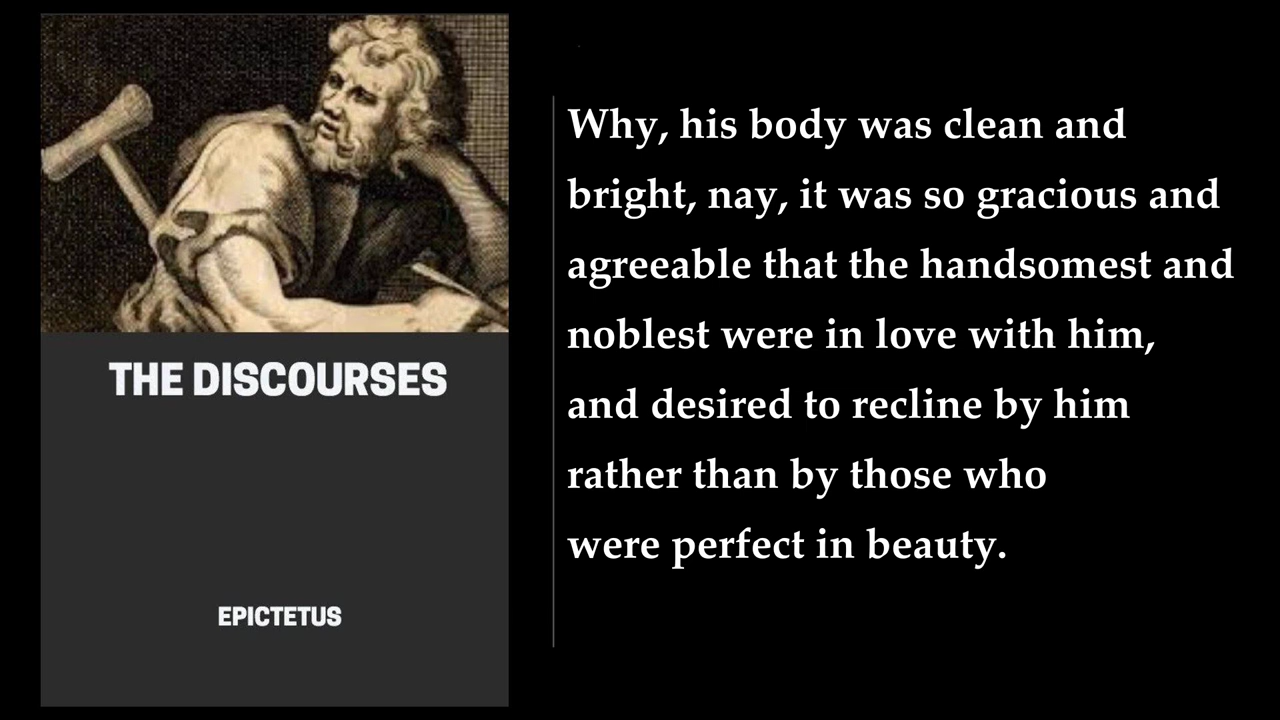 THE DISCOURSES
EPICTETUS
Why, his body was clean and
bright, nay, it was so gracious and
agreeable that the handsomest and
noblest were in love with him,
and desired to recline by him
rather than by those who
were perfect in beauty.